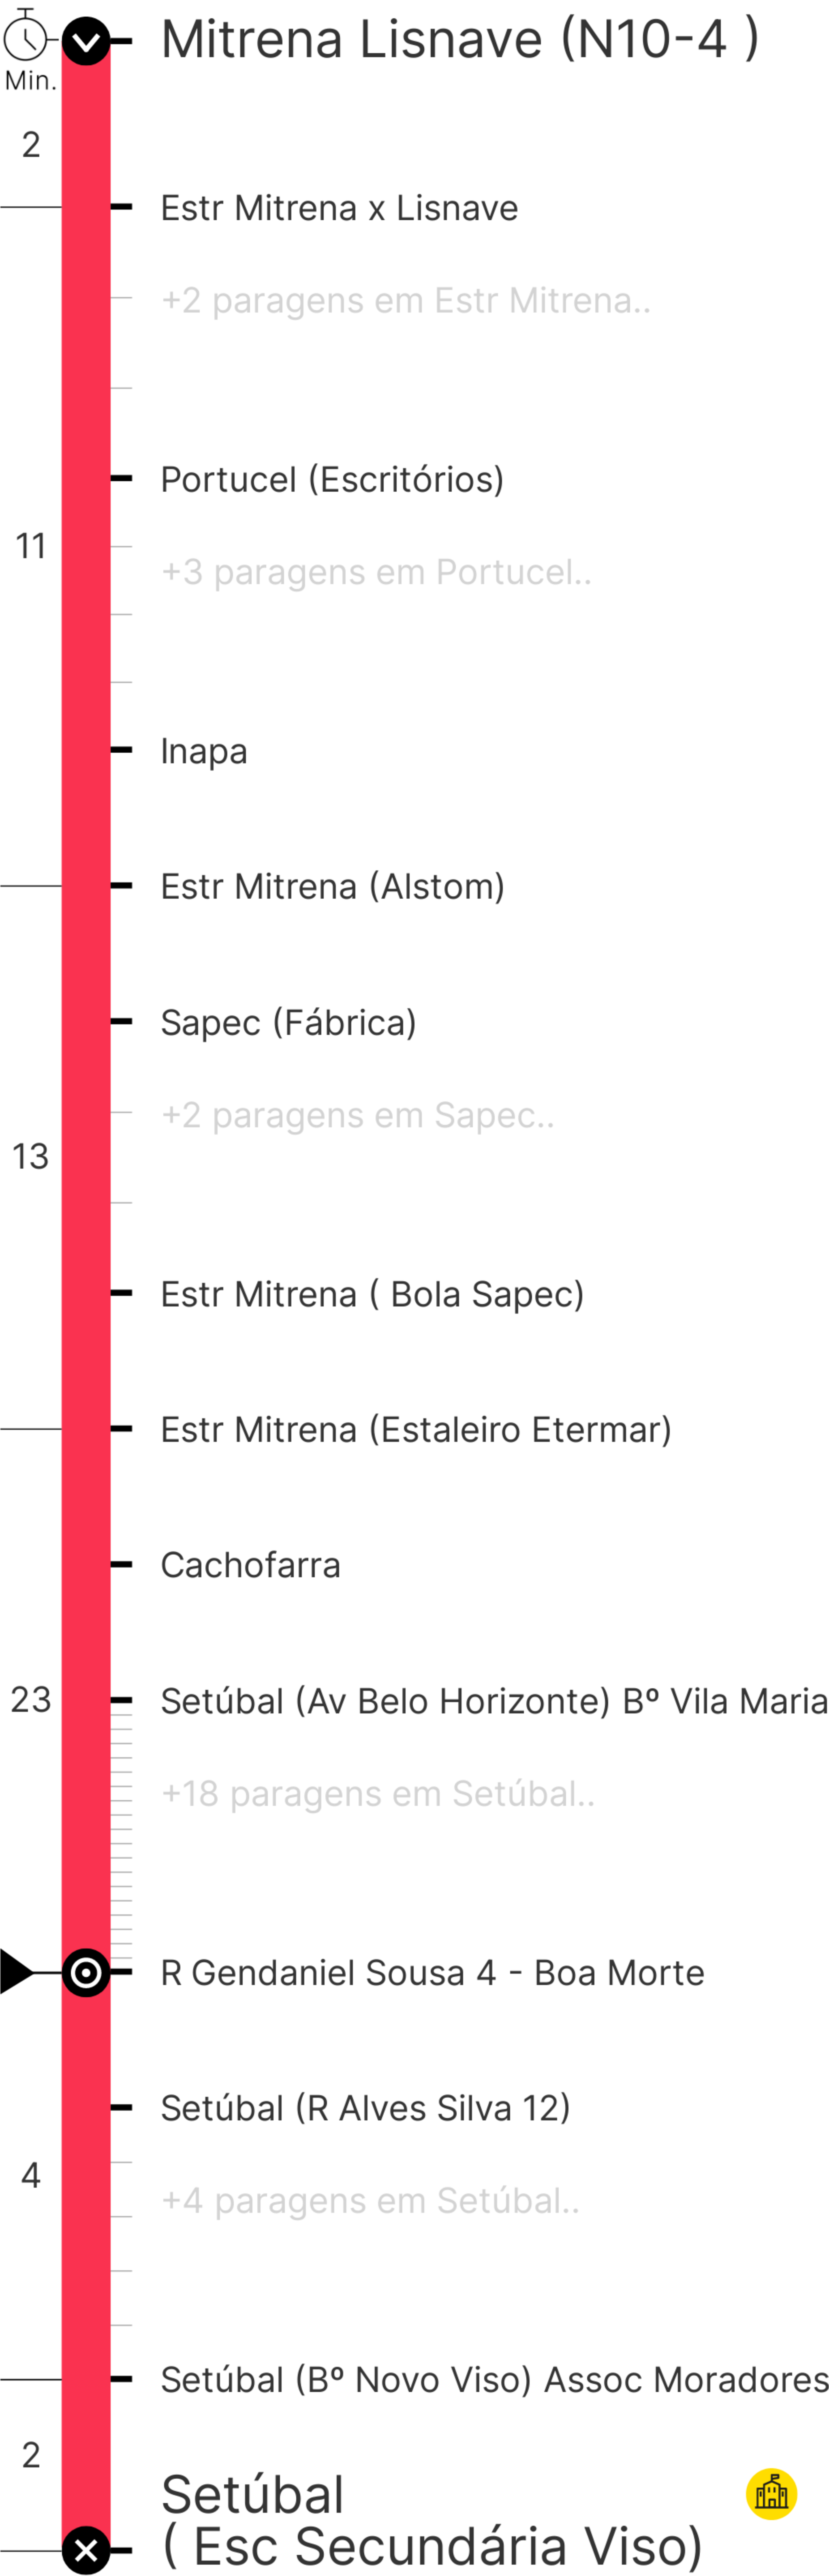 Mitrena Lisnave (N10-4 )
Min.
2
Estr Mitrena x Lisnave
+2 paragens em Estr Mitrena..
Portucel (Escritórios)
11
+3 paragens em Portucel..
Inapa
Estr Mitrena (Alstom)
Sapec (Fábrica)
+2 paragens em Sapec..
13
Estr Mitrena ( Bola Sapec)
Estr Mitrena (Estaleiro Etermar)
Cachofarra
23
Setúbal (Av Belo Horizonte) Bº Vila Maria
+18 paragens em Setúbal..
R Gendaniel Sousa 4 - Boa Morte
Setúbal (R Alves Silva 12)
4
+4 paragens em Setúbal..
Setúbal (Bº Novo Viso) Assoc Moradores
2
Setúbal
( Esc Secundária Viso)